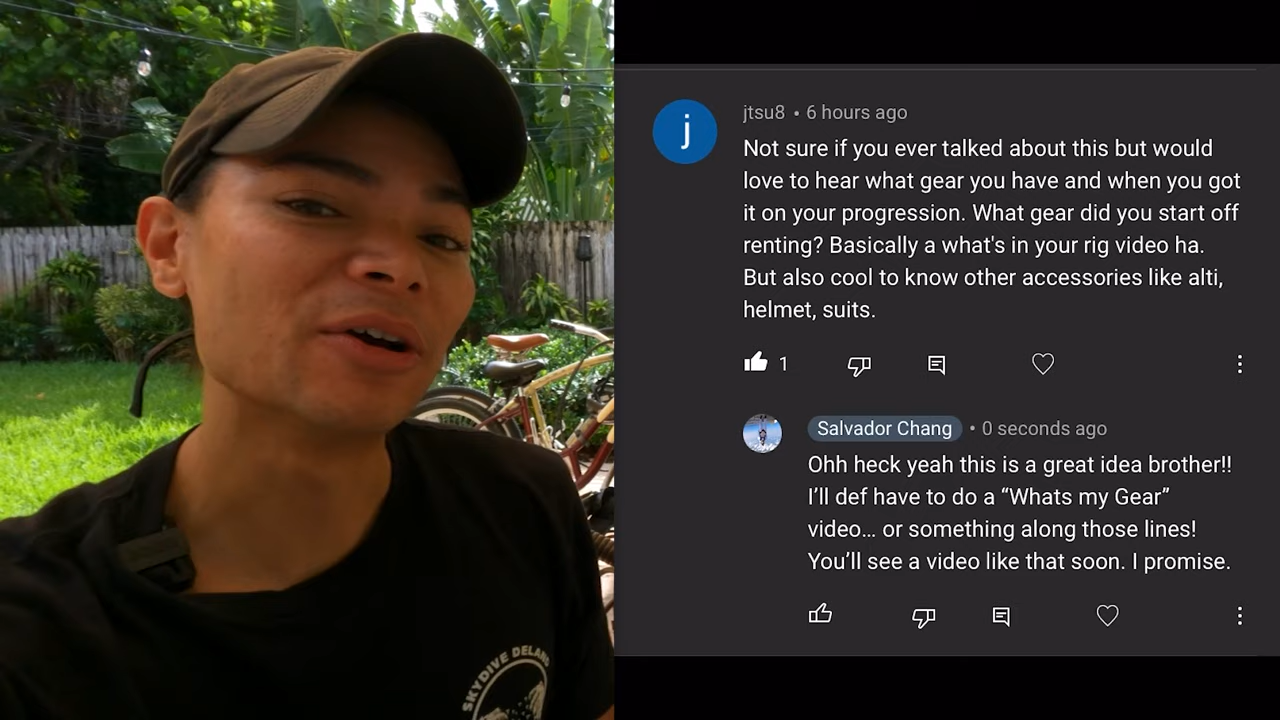 j
jtsu8 • 6 hours ago
Not sure if you ever talked about this but would
love to hear what gear you have and when you got
it on your progression. What gear did you start off
renting? Basically a what's in your rig video ha.
But also cool to know other accessories like alti,
helmet, suits.
1
Salvador Chang • 0 seconds ago
Ohh heck yeah this is a great idea brother!!
I’ll def have to do a “Whats my Gear”
video… or something along those lines!
You’ll see a video like that soon. I promise.
SKYDIVE DELAND